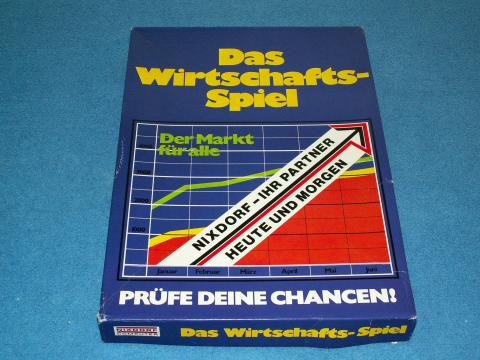 Das
Wirtschafts-
Spiel
Der Markt
für alle
NIXDORF – IHR PARTNER
HEUTE UND MORGEN
1000
Januar Februar März April Mai Juni
PRÜFE DEINE CHANCEN!
NIXDORF
COMPUTER
Das Wirtschafts-Spiel